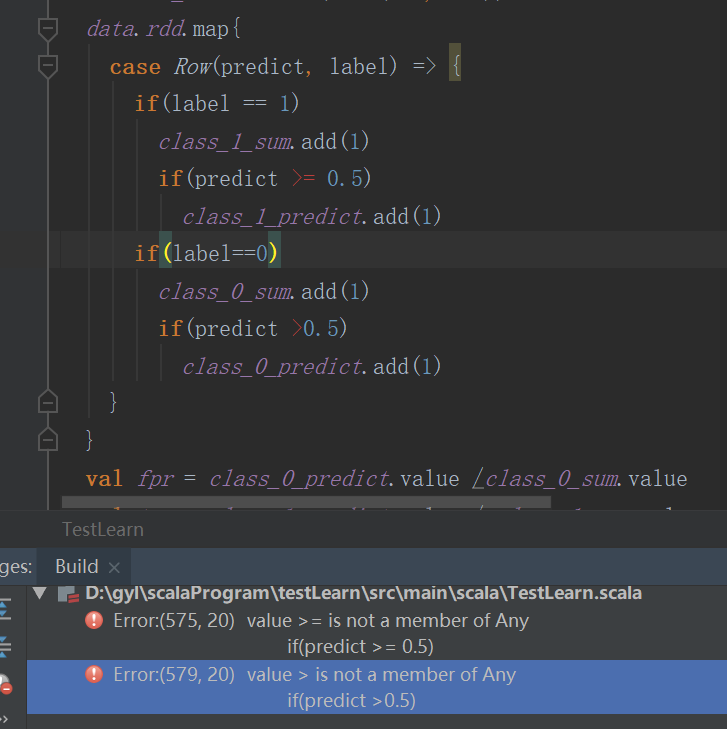 data.rdd.map{
case Row(predict, label) => {
if(label == 1)
class_1_sum.add(1)
if(predict >= 0.5)
class_1_predict.add(1)
if(label==0)
class_0_sum.add(1)
if(predict >0.5)
class_0_predict.add(1)
}
}
val fpr = class_0_predict.value /class_0_sum.value
TestLearn
ges: Build ×
D:\gyl\scalaProgram\testLearn\src\main\scala\TestLearn.scala
Error:(575, 20) value >= is not a member of Any
if(predict >= 0.5)
Error:(579, 20) value > is not a member of Any
if(predict >0.5)